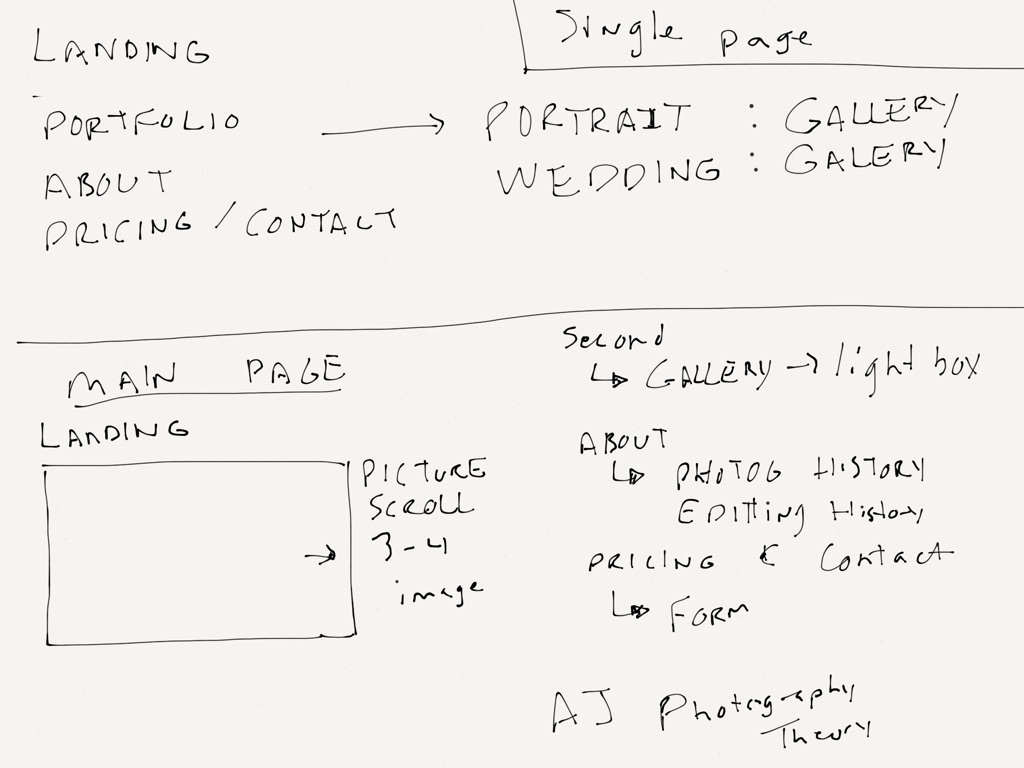 LANDING
Single page
PORTFOLIO → PORTRAIT : GALLERY
ABOUT WEDDING : GALERY
PRICING / CONTACT
MAIN PAGE
LANDING
PICTURE
SCROLL
3-4
image
Second
GALLERY → light box
ABOUT
PHOTOG HISTORY
EDITTING HIstory
PRICING & Contact
FORM
AJ Photography
Theory